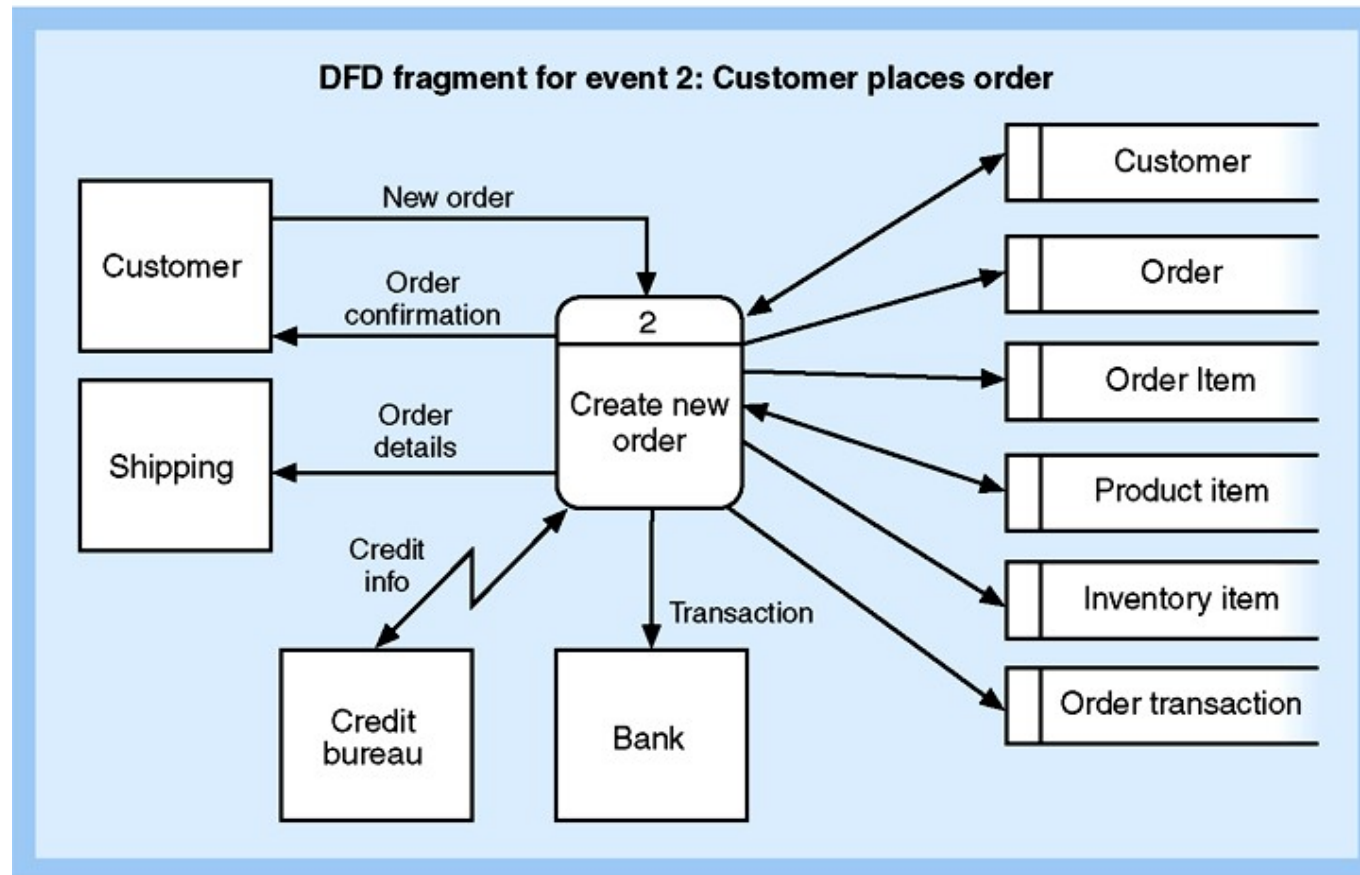 DFD fragment for event 2: Customer places order
Customer
New order
Order
confirmation
Shipping
Order
details
2
Create new
order
Credit
info
Transaction
Credit
bureau
Bank
Customer
Order
Order Item
Product item
Inventory item
Order transaction